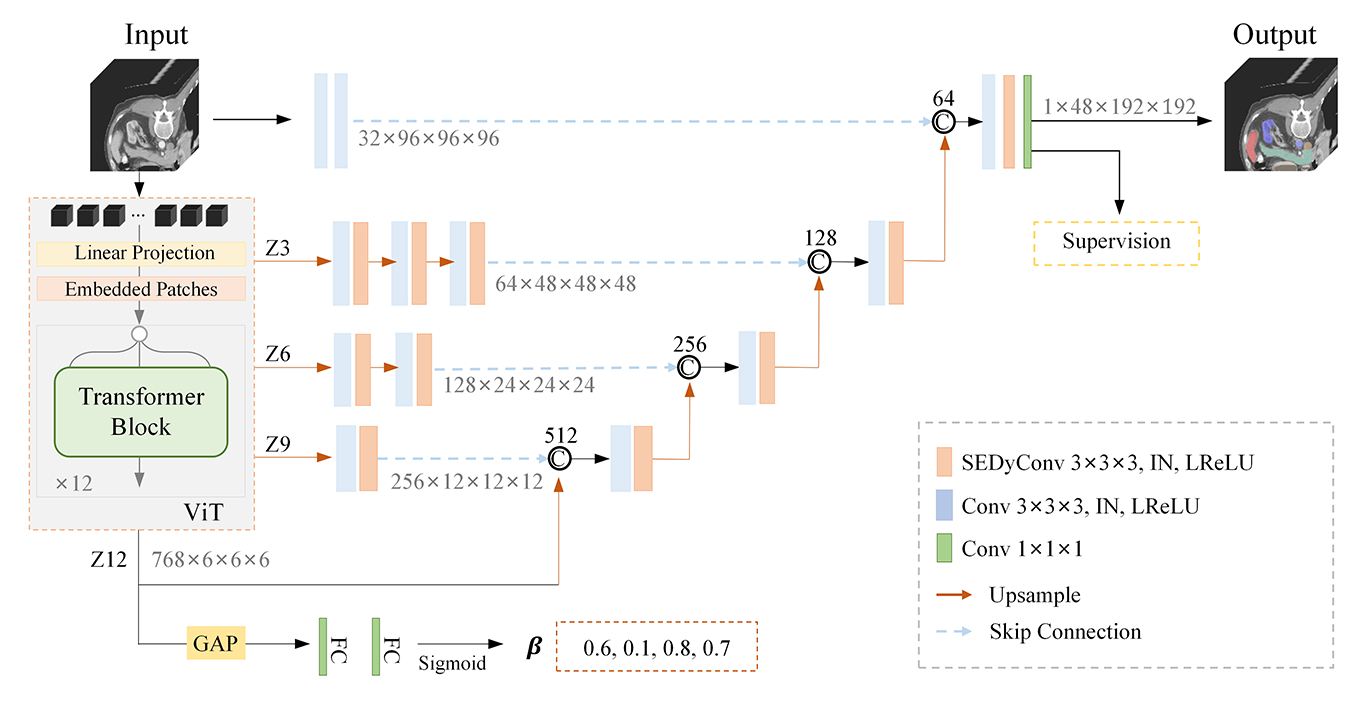 Input
Output
64
C
1×48×192×192
32×96×96×96
Supervision
...
Linear Projection
Z3
128
C
Embedded Patches
64×48×48×48
Z6
256
C
128×24×24×24
Transformer
Block
Z9
512
C
256×12×12×12
×12
ViT
Z12
768×6×6×6
GAP
FC
FC
Sigmoid
β
0.6, 0.1, 0.8, 0.7
SEDyConv 3×3×3, IN, LReLU
Conv 3×3×3, IN, LReLU
Conv 1×1×1
Upsample
Skip Connection